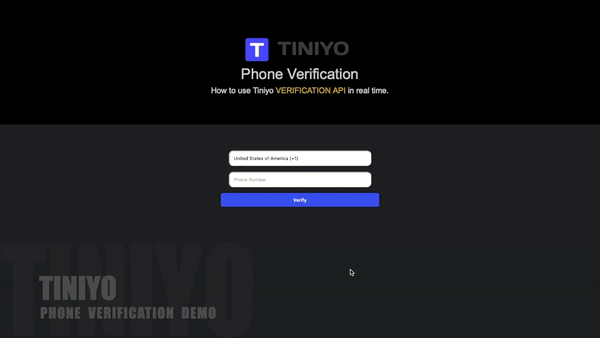 T TINIYO
Phone Verification
How to use Tiniyo VERIFICATION API in real time.
United States of America (+1)
Phone Number
Verify
TINIYO
TINIYO
PHONE VERIFICATION DEMO